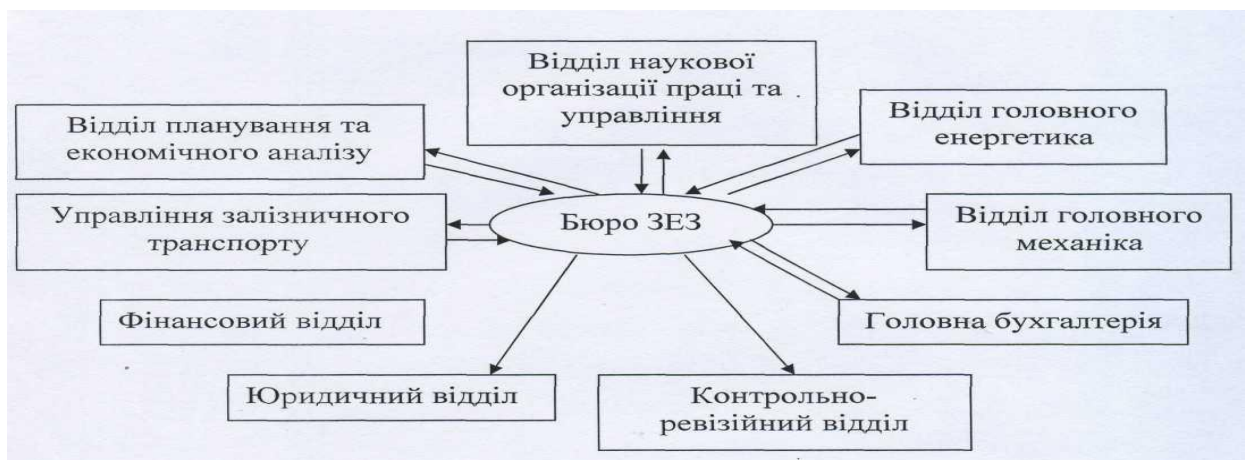 Відділ наукової
організації праці та
управління
Відділ планування та
економічного аналізу
Відділ головного
енергетика
Управління залізничного
транспорту
Бюро ЗЕЗ
Відділ головного
механіка
Фінансовий відділ
Головна бухгалтерія
Юридичний відділ
Контрольно-
ревізійний відділ